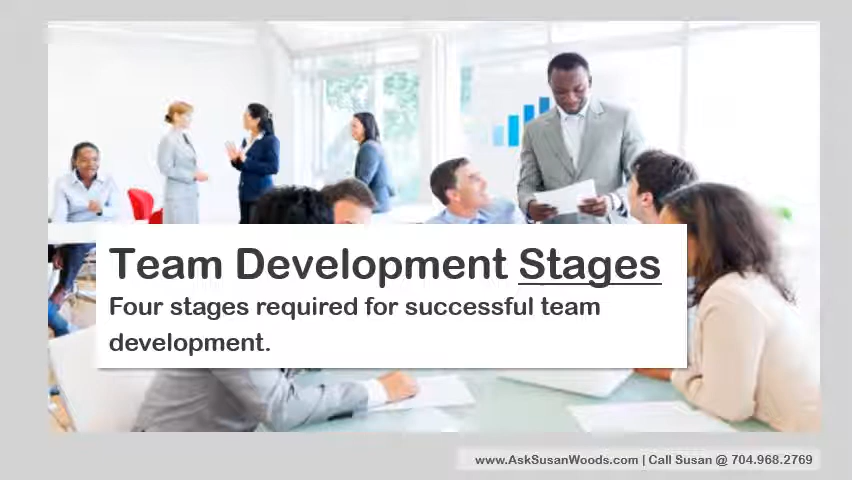 Team Development Stages
Four stages required for successful team
development.
www.AskSusanWoods.com | Call Susan @ 704.968.2769